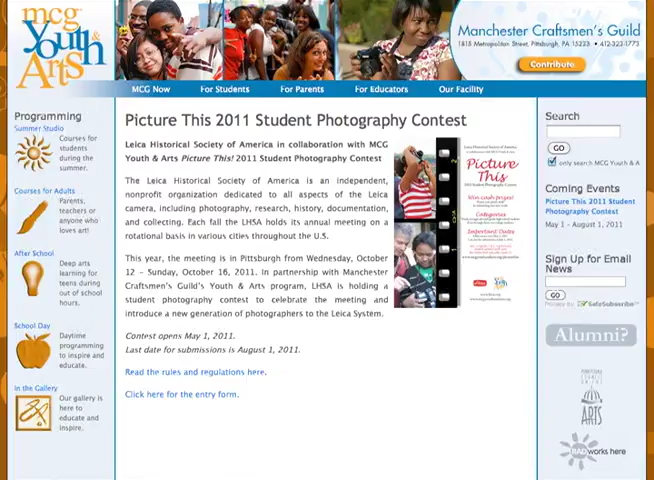 mcg
Youth &
Arts
Manchester Craftsmen's Guild
1815 Metropolitan Street, Pittsburgh, PA 15233 • 412-323-1773
Contribute
MCG Now
For Students
For Parents
For Educators
Our Facility
Programming
Summer Studio
Courses for
students
during the
summer.
Courses for Adults
Parents,
teachers or
anyone who
loves art!
After School
Deep arts
learning for
teens during
out of school
hours.
School Day
Daytime
programming
to inspire and
educate.
In the Gallery
Our gallery is
here to
educate and
inspire.
Picture This 2011 Student Photography Contest
Leica Historical Society of America in collaboration with MCG
Youth & Arts Picture This! 2011 Student Photography Contest
The Leica Historical Society of America is an independent,
nonprofit organization dedicated to all aspects of the Leica
camera, including photography, research, history, documentation,
and collecting. Each fall the LHSA holds its annual meeting on a
rotational basis in various cities throughout the U.S.
This year, the meeting is in Pittsburgh from Wednesday, October
12 - Sunday, October 16, 2011. In partnership with Manchester
Craftsmen's Guild's Youth & Arts program, LHSA is holding a
student photography contest to celebrate the meeting and
introduce a new generation of photographers to the Leica System.
Contest opens May 1, 2011.
Last date for submissions is August 1, 2011.
Read the rules and regulations here.
Click here for the entry form.
Picture
This
Win cash prizes!
Categories
Important Dates
Search
GO
only search MCG Youth & A
Coming Events
Picture This 2011 Student
Photography Contest
May 1 - August 1, 2011
Sign Up for Email
News
GO
Privacy by SafeSubscribe
Alumni?
ARTS
works here